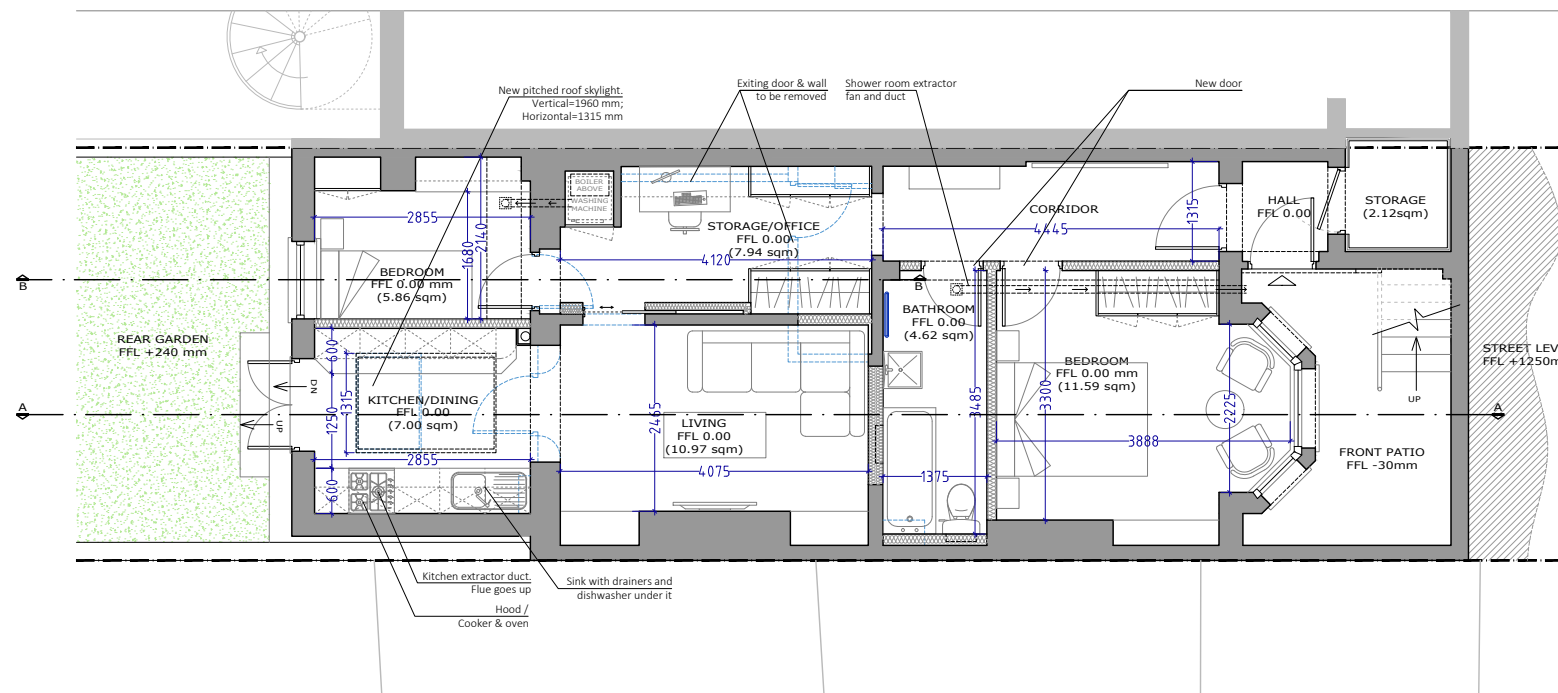 New pitched roof skylight.
Vertical=1960 mm;
Horizontal=1315 mm
Exiting door & wall
to be removed
Shower room extractor
fan and duct
New door
BOILER
ABOVE
WASHING
MACHINE
2855
2140
1680
BEDROOM
FFL 0.00 mm
(5.86 sqm)
STORAGE/OFFICE
FFL 0.00
(7.94 sqm)
4120
CORRIDOR
4445
1315
HALL
FFL 0.00
STORAGE
(2.12sqm)
B
B
REAR GARDEN
FFL +240 mm
600
1250
1315
600
DN
UP
KITCHEN/DINING
FFL 0.00
(7.00 sqm)
2855
LIVING
FFL 0.00
(10.97 sqm)
2465
4075
BATHROOM
FFL 0.00
(4.62 sqm)
3485
1375
BEDROOM
FFL 0.00 mm
(11.59 sqm)
3300
3888
2225
UP
STREET LEV
FFL +1250m
FRONT PATIO
FFL -30mm
A
A
Kitchen extractor duct.
Flue goes up
Hood /
Cooker & oven
Sink with drainers and
dishwasher under it